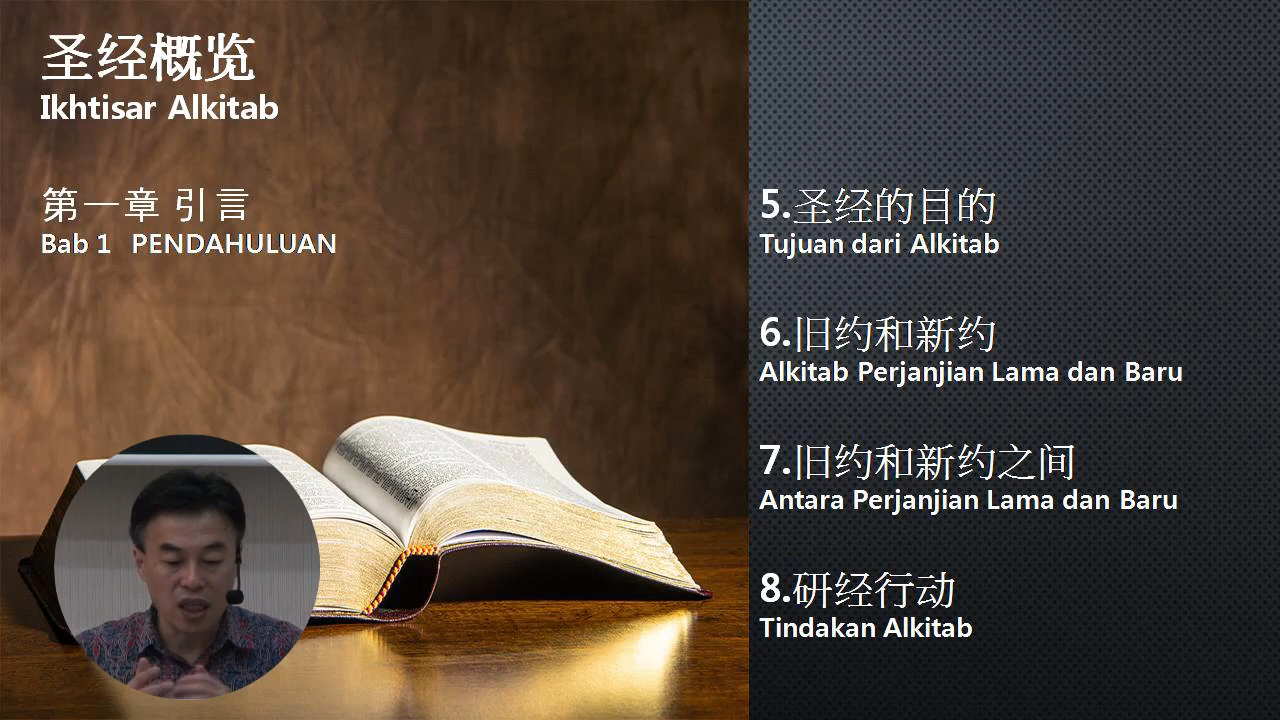 圣经概览
Ikhtisar Alkitab
第一章 引言
Bab 1 PENDAHULUAN
5.圣经的目的
Tujuan dari Alkitab
6.旧约和新约
Alkitab Perjanjian Lama dan Baru
7.旧约和新约之间
Antara Perjanjian Lama dan Baru
8.研经行动
Tindakan Alkitab